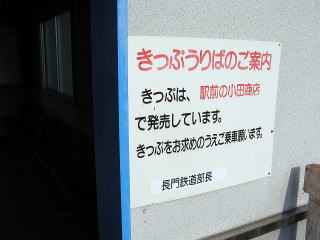 きっぷうりばのご案内
きっぷは、駅前の小田商店
で発売しています。
きっぷをお求めのうえご乗車願います。
長門鉄道部長